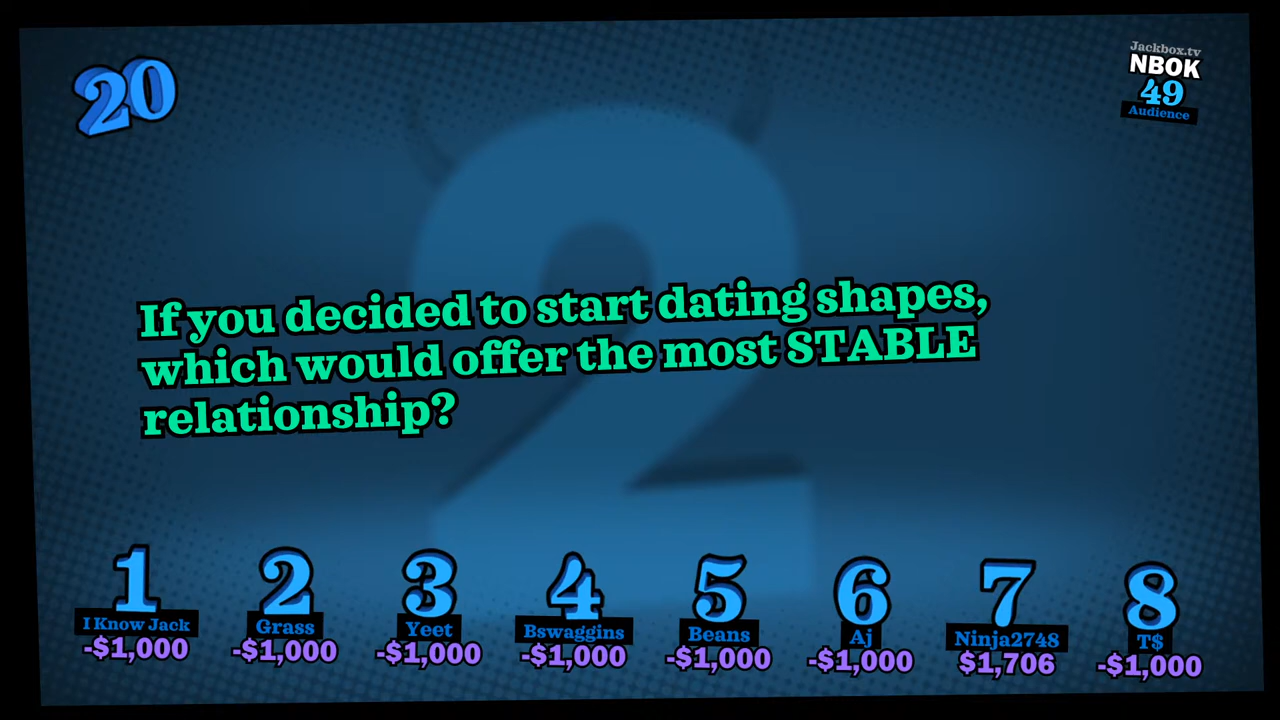 20
Jackbox.tv
NBOK
49
Audience
If you decided to start dating shapes,
which would offer the most STABLE
relationship?
1 2 3 4 5 6 7 8
I Know Jack Grass Yeet Bswaggins Beans Aj Ninja2748 T$
-$1,000 -$1,000 -$1,000 -$1,000 -$1,000 -$1,000 $1,706 -$1,000